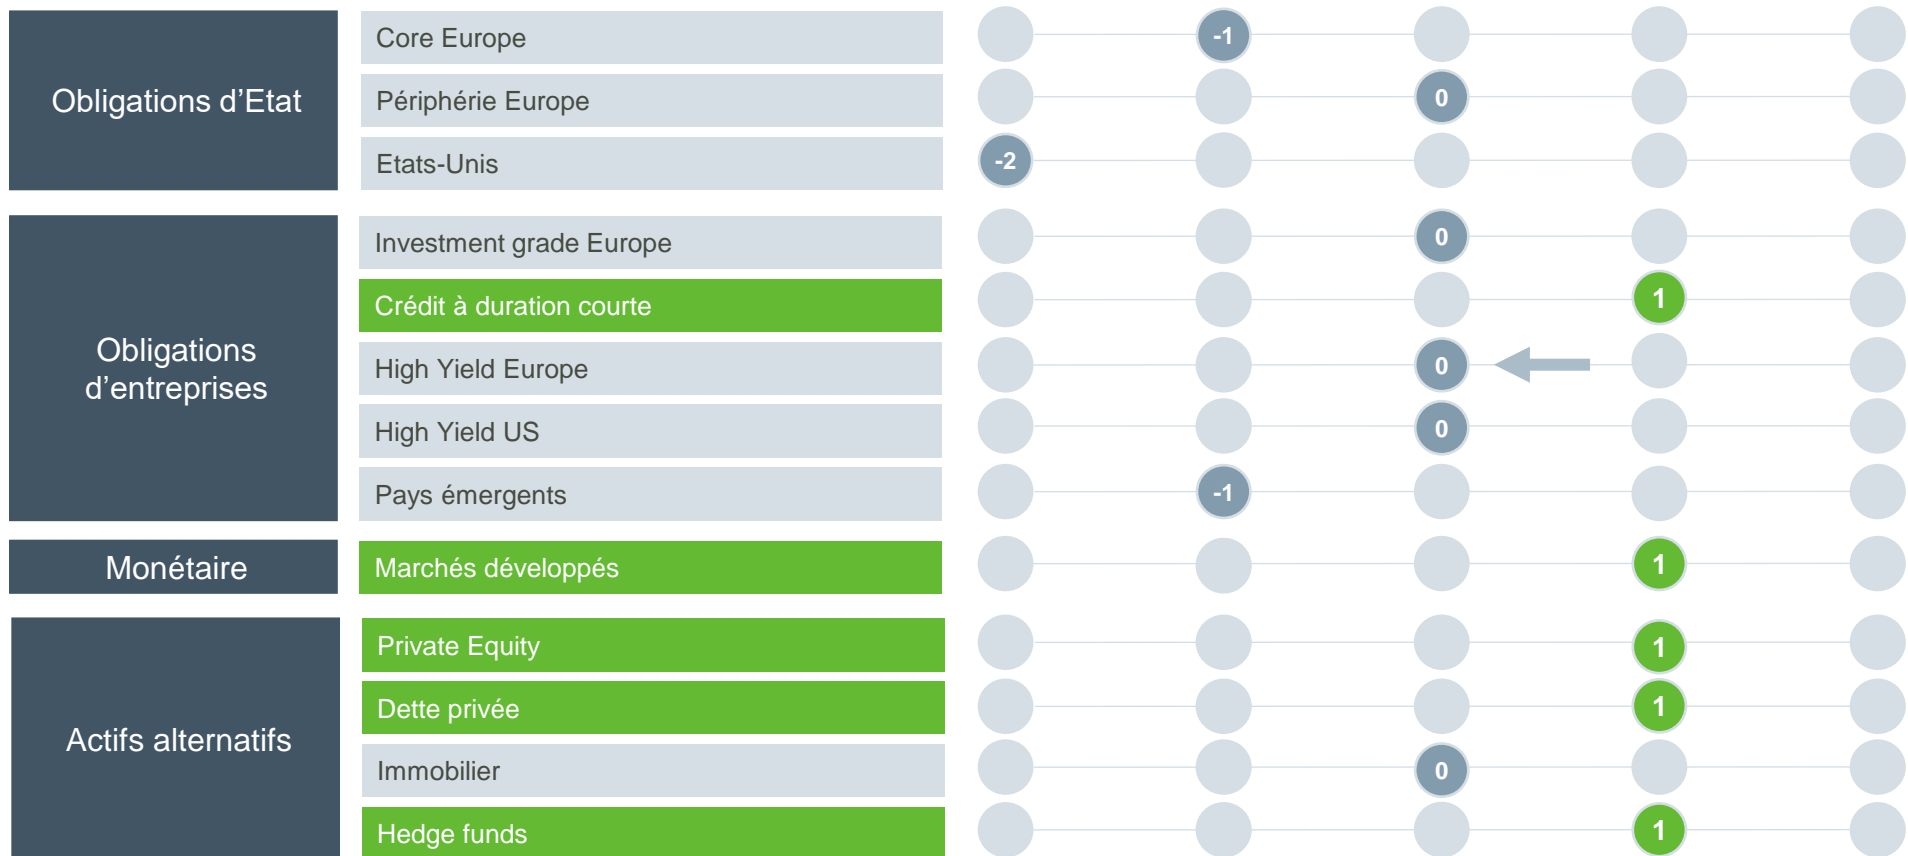 Obligations d’Etat
Core Europe
-1
Périphérie Europe
0
Etats-Unis
-2
Obligations
d’entreprises
Investment grade Europe
0
Crédit à duration courte
1
High Yield Europe
0
High Yield US
0
Pays émergents
-1
Monétaire
Marchés développés
1
Actifs alternatifs
Private Equity
1
Dette privée
1
Immobilier
0
Hedge funds
1